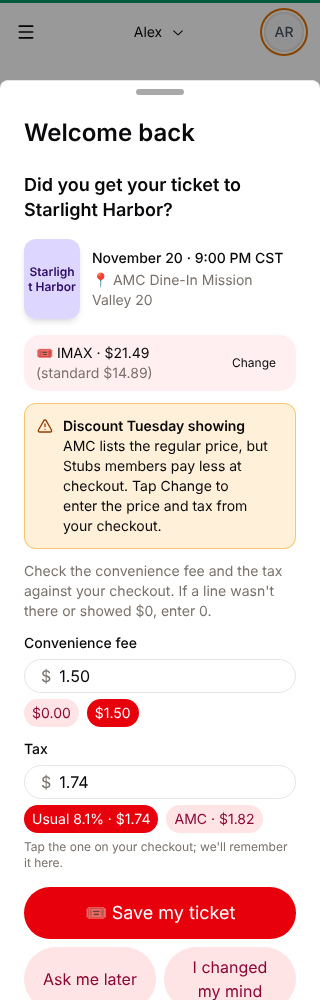 Alex
AR
Welcome back
Did you get your ticket to
Starlight Harbor?
Starligh
t Harbor
November 20 · 9:00 PM CST
📍 AMC Dine-In Mission
Valley 20
🎟️ IMAX · $21.49
(standard $14.89)
Change
Discount Tuesday showing
AMC lists the regular price, but
Stubs members pay less at
checkout. Tap Change to
enter the price and tax from
your checkout.
Check the convenience fee and the tax
against your checkout. If a line wasn't
there or showed $0, enter 0.
Convenience fee
$ 1.50
$0.00
$1.50
Tax
$ 1.74
Usual 8.1% · $1.74
AMC · $1.82
Tap the one on your checkout; we'll remember
it here.
🎟️ Save my ticket
Ask me later
I changed
my mind